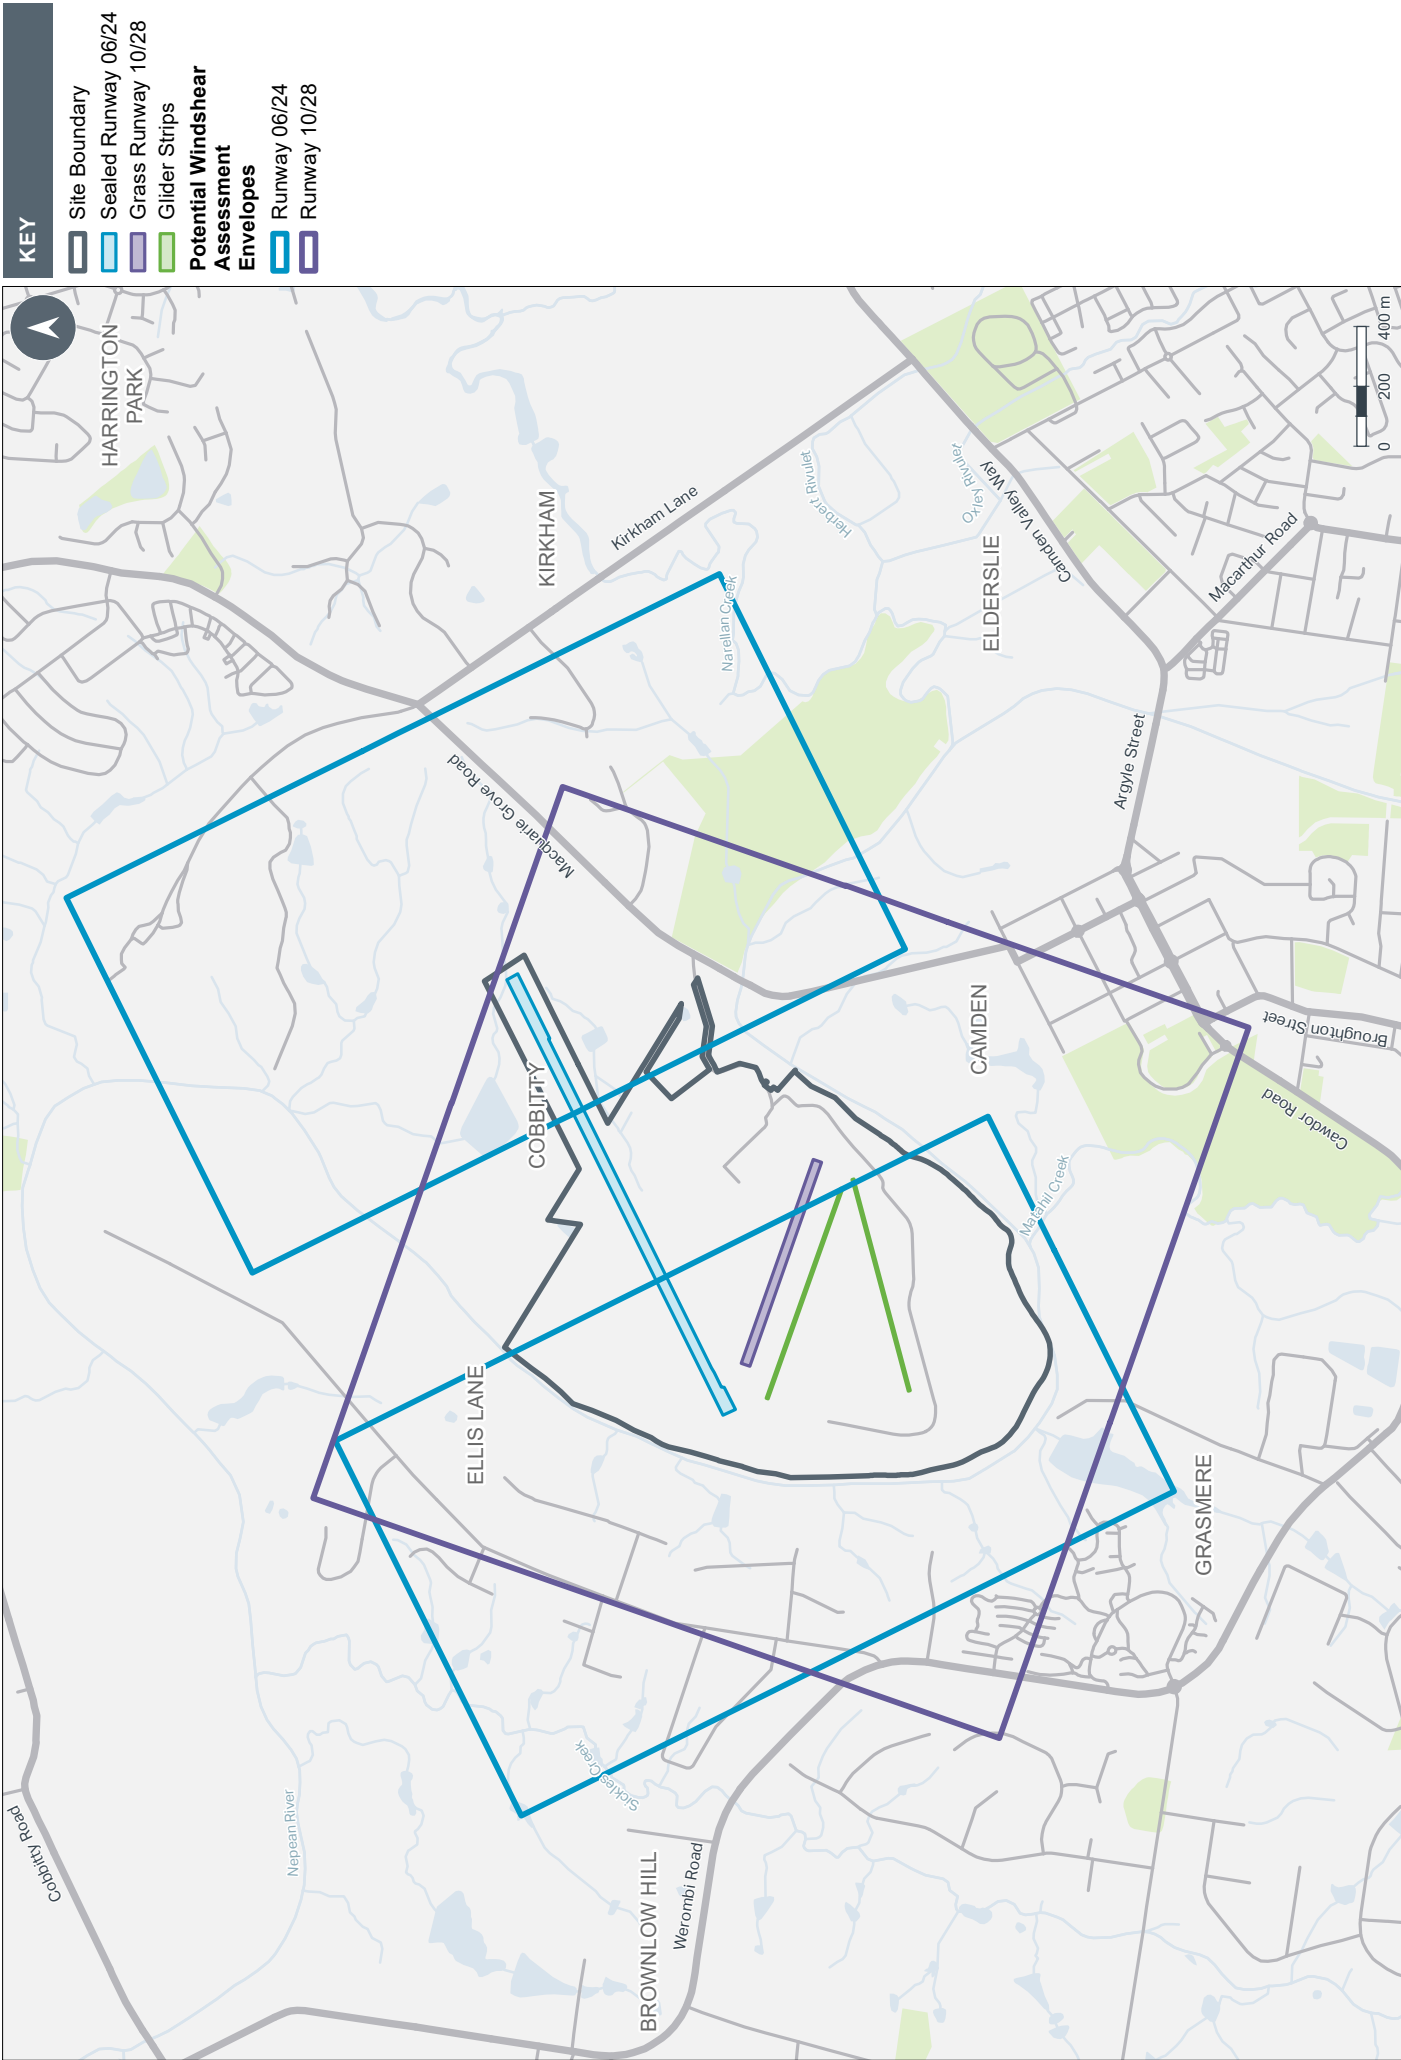 KEY
Site Boundary
Sealed Runway 06/24
Grass Runway 10/28
Glider Strips
Potential Windshear
Assessment
Envelopes
Runway 06/24
Runway 10/28
HARRINGTON
PARK
KIRKHAM
Kirkham Lane
Herbert Rivulet
Oxley Rivulet
Camden Valley Way
ELDERSLIE
Macarthur Road
Narellan Creek
Macquarie Grove Road
Argyle Street
COBBITTY
CAMDEN
Broughton Street
Cawdor Road
Matahil Creek
ELLIS LANE
GRASMERE
Sickles Creek
Nepean River
Cobbitty Road
BROWNLOW HILL
Werombi Road
0 200 400 m